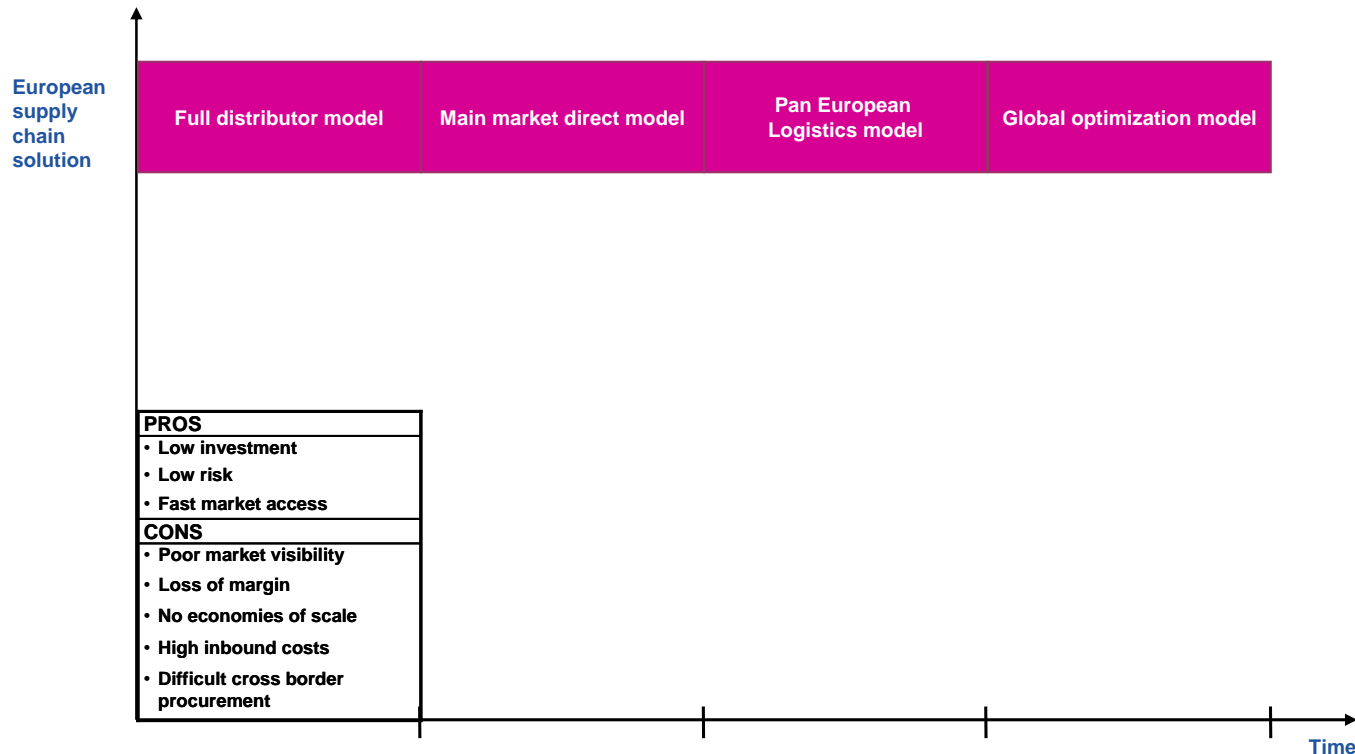 European
supply
chain
solution
Full distributor model
Main market direct model
Pan European
Logistics model
Global optimization model
PROS
• Low investment
• Low risk
• Fast market access
CONS
• Poor market visibility
• Loss of margin
• No economies of scale
• High inbound costs
• Difficult cross border
procurement
Time